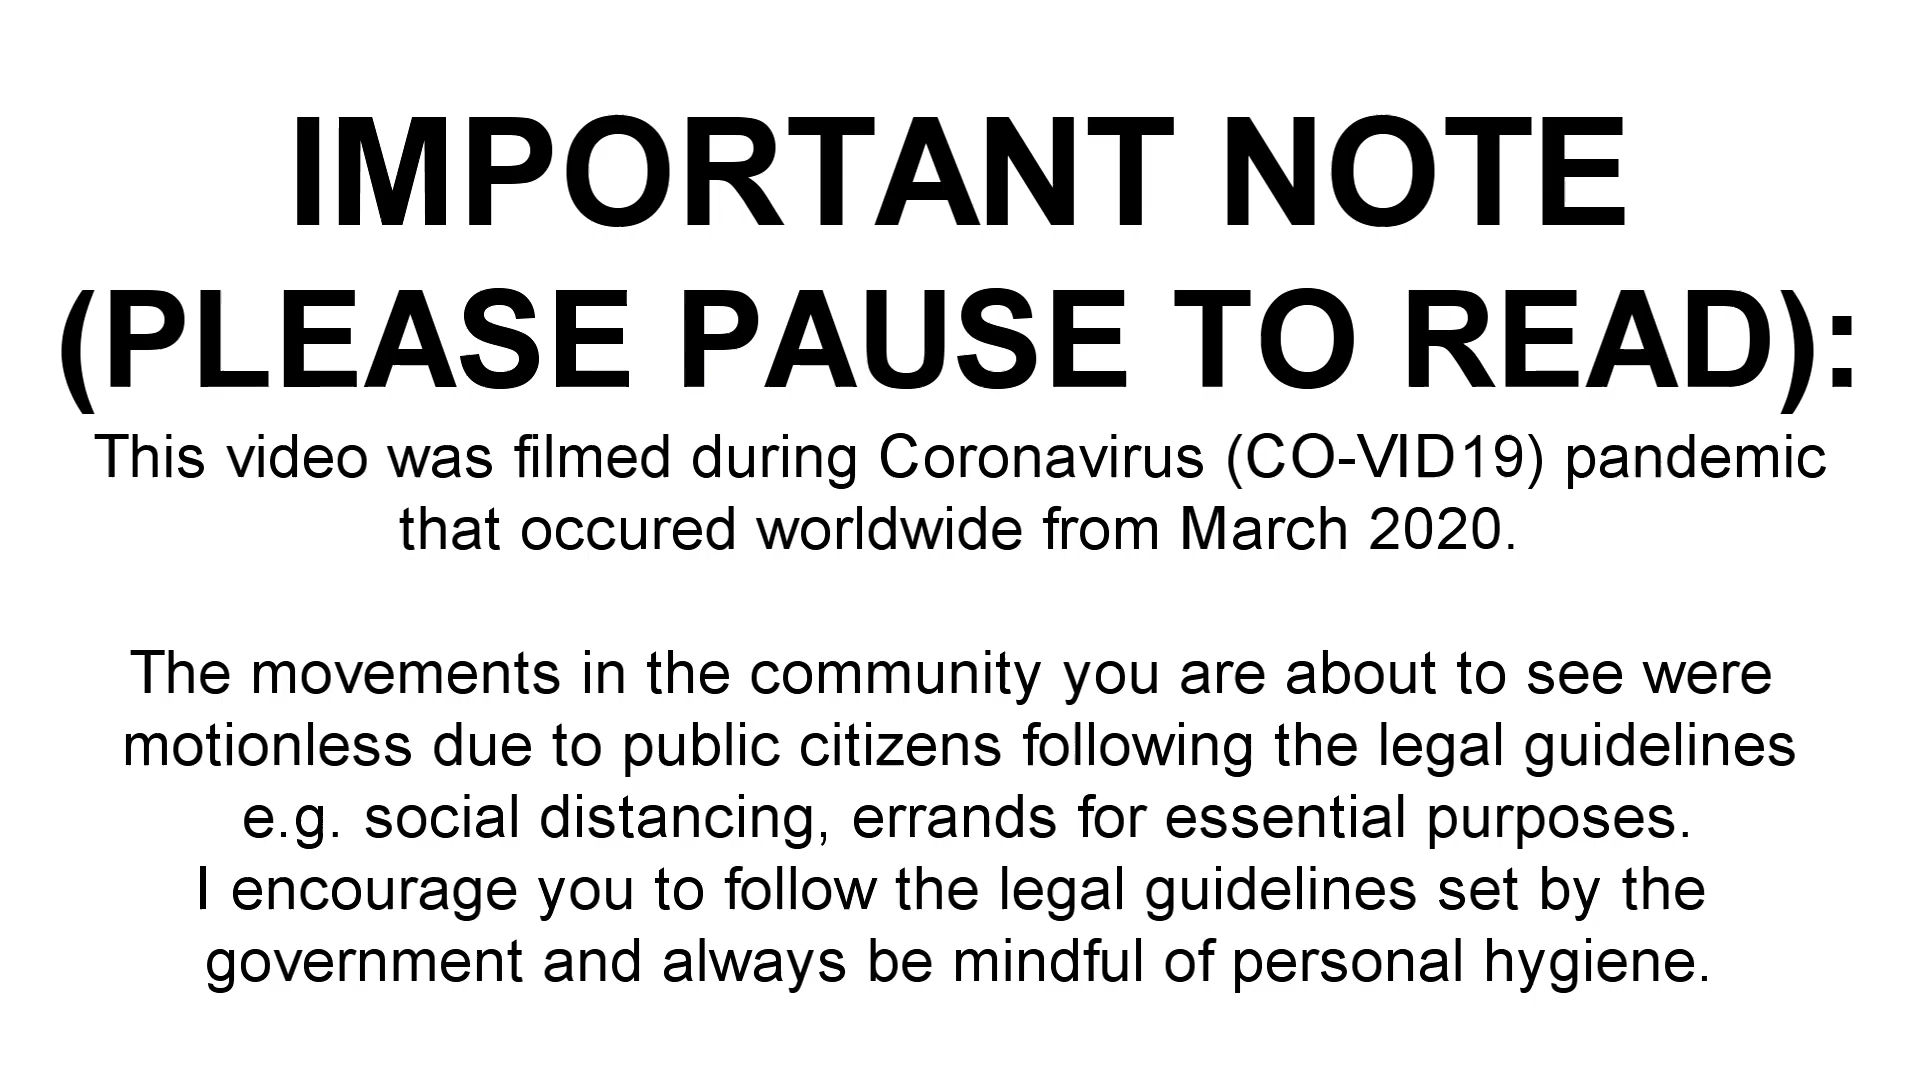 IMPORTANT NOTE
(PLEASE PAUSE TO READ):
This video was filmed during Coronavirus (CO-VID19) pandemic
that occured worldwide from March 2020.
The movements in the community you are about to see were
motionless due to public citizens following the legal guidelines
e.g. social distancing, errands for essential purposes.
I encourage you to follow the legal guidelines set by the
government and always be mindful of personal hygiene.